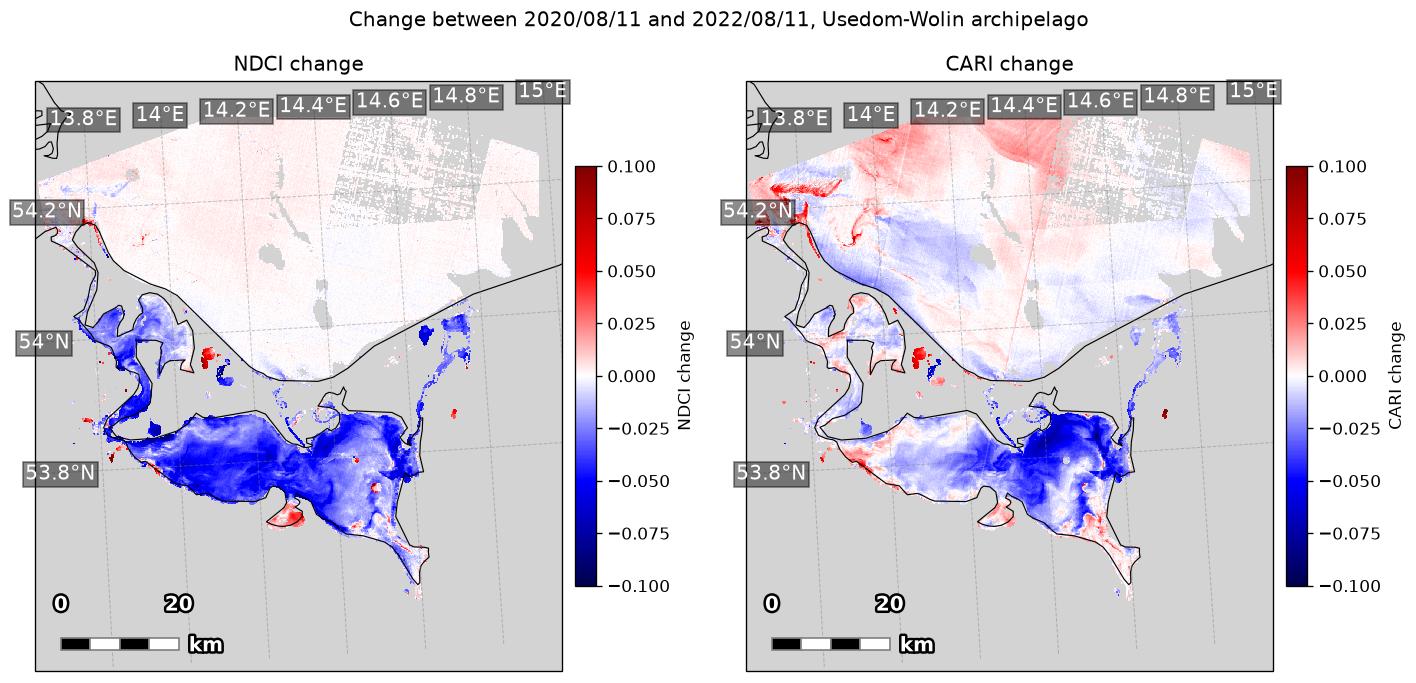 Change between 2020/08/11 and 2022/08/11, Usedom-Wolin archipelago
NDCI change
13.8°E 14°E 14.2°E 14.4°E 14.6°E 14.8°E 15°E
54.2°N
54°N
53.8°N
0 20
km
0.100
0.075
0.050
0.025
0.000
−0.025
−0.050
−0.075
−0.100
NDCI change
CARI change
13.8°E 14°E 14.2°E 14.4°E 14.6°E 14.8°E 15°E
54.2°N
54°N
53.8°N
0 20
km
0.100
0.075
0.050
0.025
0.000
−0.025
−0.050
−0.075
−0.100
CARI change